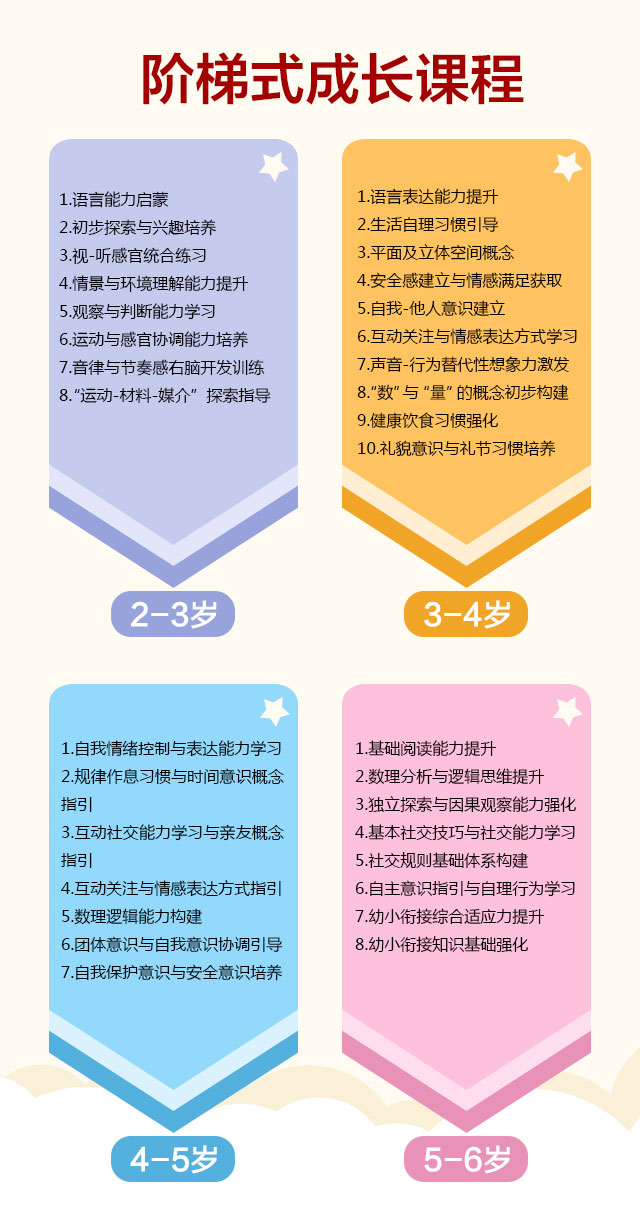 阶梯式成长课程
1.语言能力启蒙
2.初步探索与兴趣培养
3.视-听感官统合练习
4.情景与环境理解能力提升
5.观察与判断能力学习
6.运动与感官协调能力培养
7.音律与节奏感右脑开发训练
8.“运动-材料-媒介”探索指导
2-3岁
1.语言表达能力提升
2.生活自理习惯引导
3.平面及立体空间概念
4.安全感建立与情感满足获取
5.自我-他人意识建立
6.互动关注与情感表达方式学习
7.声音-行为替代性想象力激发
8.“数”与“量”的概念初步构建
9.健康饮食习惯强化
10.礼貌意识与礼节习惯培养
3-4岁
1.自我情绪控制与表达能力学习
2.规律作息习惯与时间意识概念
指引
3.互动社交能力学习与亲友概念
指引
4.互动关注与情感表达方式指引
5.数理逻辑能力构建
6.团体意识与自我意识协调引导
7.自我保护意识与安全意识培养
4-5岁
1.基础阅读能力提升
2.数理分析与逻辑思维提升
3.独立探索与因果观察能力强化
4.基本社交技巧与社交能力学习
5.社交规则基础体系构建
6.自主意识指引与自理行为学习
7.幼小衔接综合适应力提升
8.幼小衔接知识基础强化
5-6岁